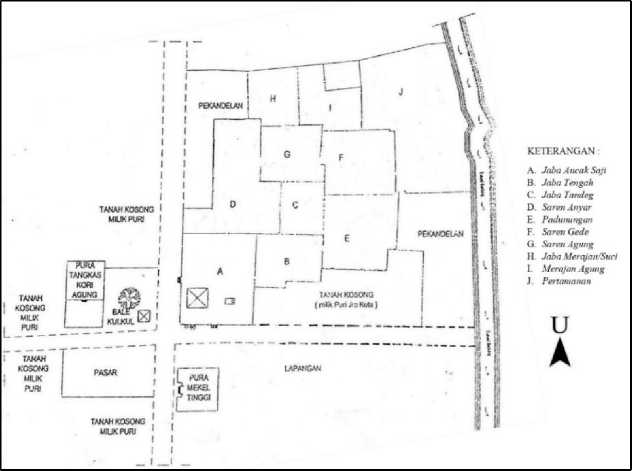 PEKANDELAN
H
I
J
G
F
D
C
TANAH KOSONG
MILIK PURI
E
PEKANDELAN
A
B
PURA
TANGKAS
KORI
AGUNG
BALE
KULKUL
TANAH KOSONG
( milik Puri Jro Kuta )
TANAH
KOSONG
MILIK
PURI
TANAH
KOSONG
MILIK
PURI
PASAR
PURA
MEKEL
TINGGI
LAPANGAN
TANAH KOSONG
MILIK PURI
KETERANGAN :
A. Jaba Ancak Saji
B. Jaba Tengah
C. Jaba Tandeg
D. Saren Anyar
E. Padunungan
F. Saren Gede
G. Saren Agung
H. Jaba Merajan/Suci
I. Merajan Agung
J. Pertamanan
U